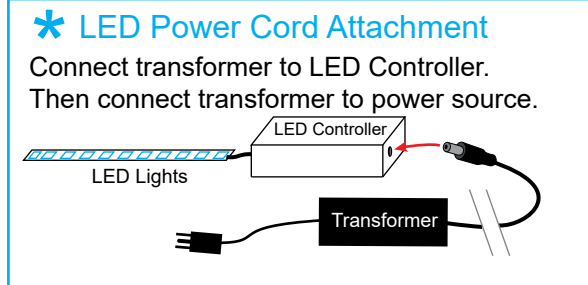 * LED Power Cord Attachment
Connect transformer to LED Controller.
Then connect transformer to power source.
LED Controller
LED Lights
Transformer